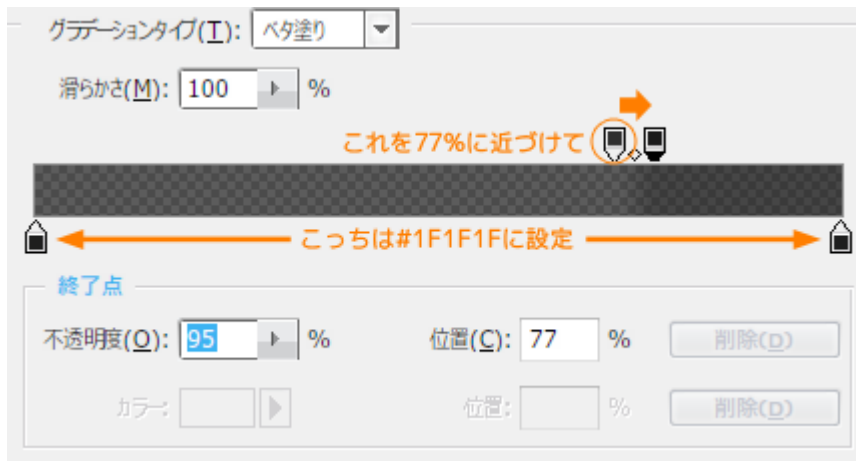 グラデーションタイプ(T): ベタ塗り
滑らかさ(M): 100 %
これを77%に近づけて
こっちは#1F1F1Fに設定
終了点
不透明度(O): 95 % 位置(C): 77 % 削除(D)
カラー: 位置: % 削除(D)